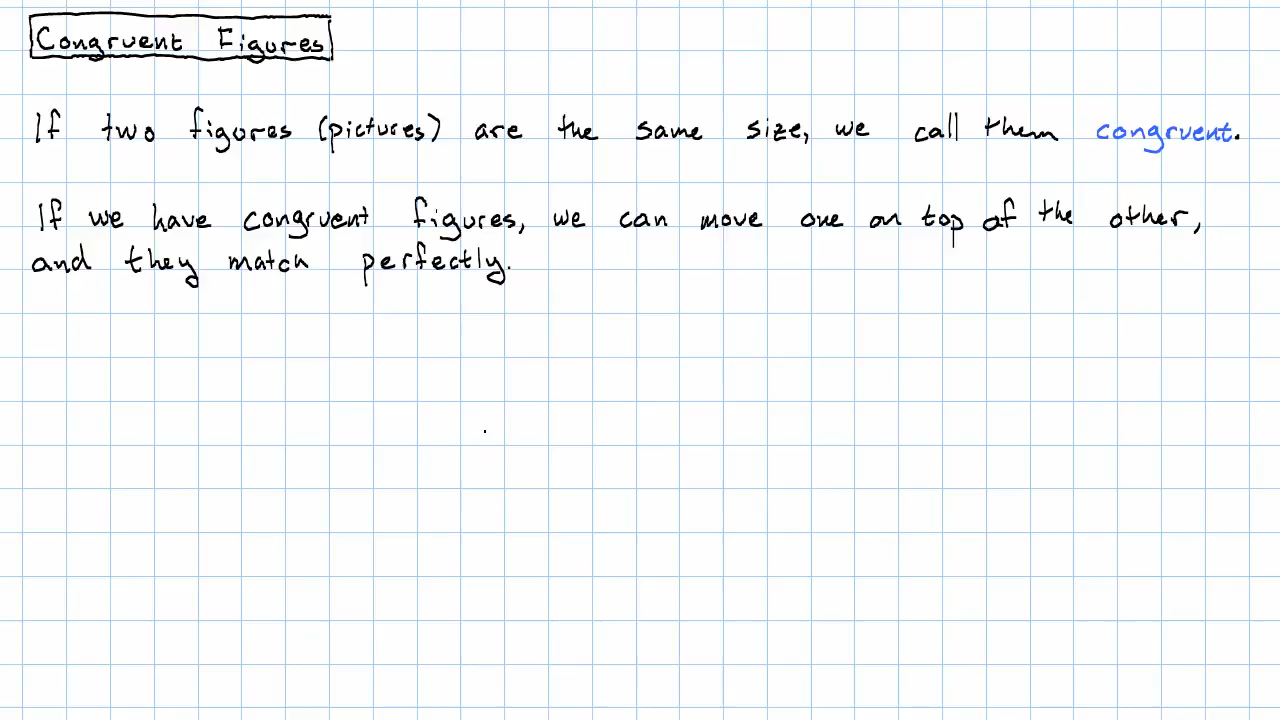 Congruent Figures
If two figures (pictures) are the same size, we call them congruent.
If we have congruent figures, we can move one on top of the other,
and they match perfectly.